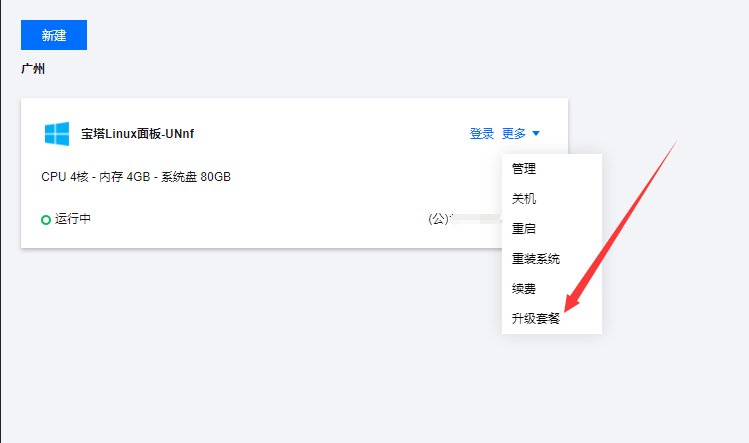 新建
广州
宝塔Linux面板-UNnf 登录 更多
CPU 4核 - 内存 4GB - 系统盘 80GB
运行中 (公)
管理
关机
重启
重装系统
续费
升级套餐